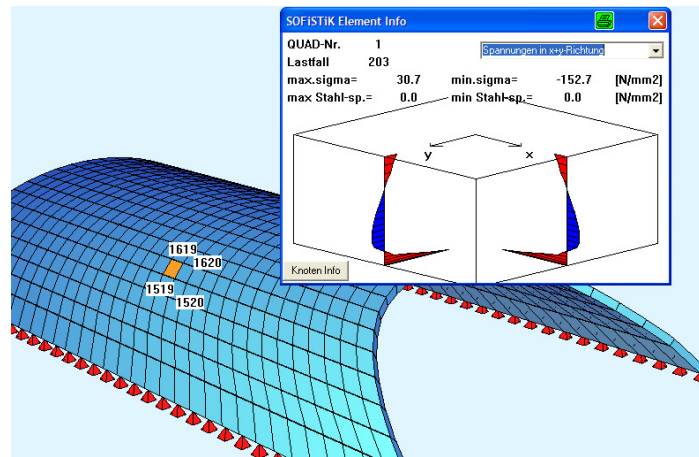 SOFiSTiK Element Info
QUAD-Nr. 1
Spannungen in x+y-Richtung
Lastfall 203
max.sigma= 30.7 min.sigma= -152.7 [N/mm2]
max Stahl-sp.= 0.0 min Stahl-sp.= 0.0 [N/mm2]
y x
Knoten Info
1619
1620
1519
1520